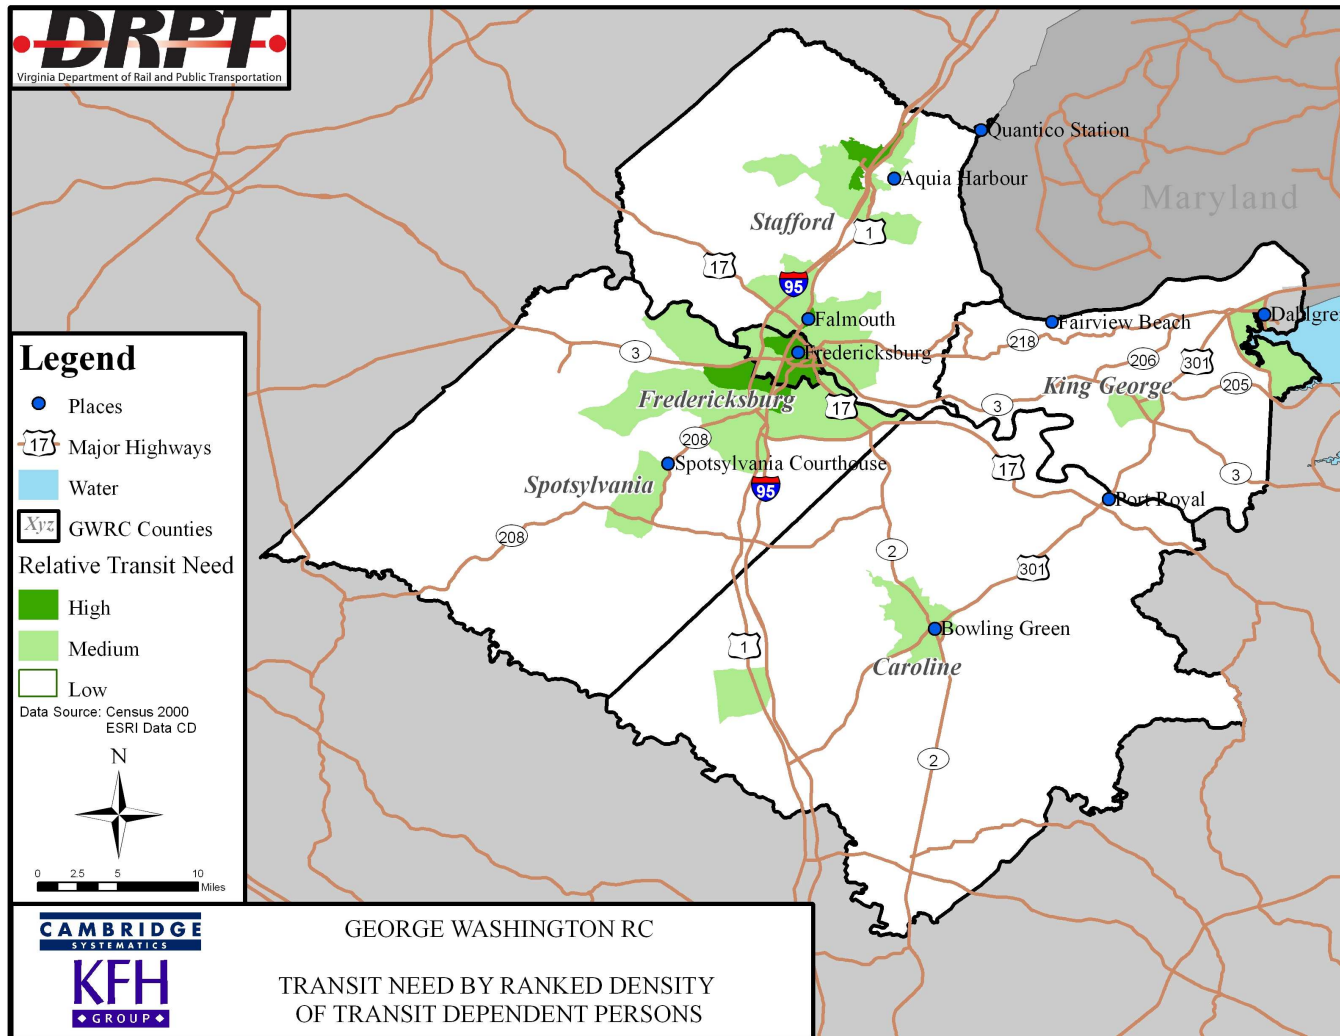 DRPT
Virginia Department of Rail and Public Transportation
Quantico Station
Aquia Harbour
Maryland
Stafford
1
17
95
Falmouth
Fairview Beach
Dahlgren
218
3
Fredericksburg
206
301
King George
205
Fredericksburg
17
3
208
Spotsylvania Courthouse
17
3
Spotsylvania
95
Port Royal
208
2
301
Bowling Green
1
Caroline
2
Legend
Places
17 Major Highways
Water
Xyz GWRC Counties
Relative Transit Need
High
Medium
Low
Data Source: Census 2000
ESRI Data CD
N
0 2.5 5 10
Miles
CAMBRIDGE
SYSTEMATICS
KFH
GROUP
GEORGE WASHINGTON RC
TRANSIT NEED BY RANKED DENSITY
OF TRANSIT DEPENDENT PERSONS